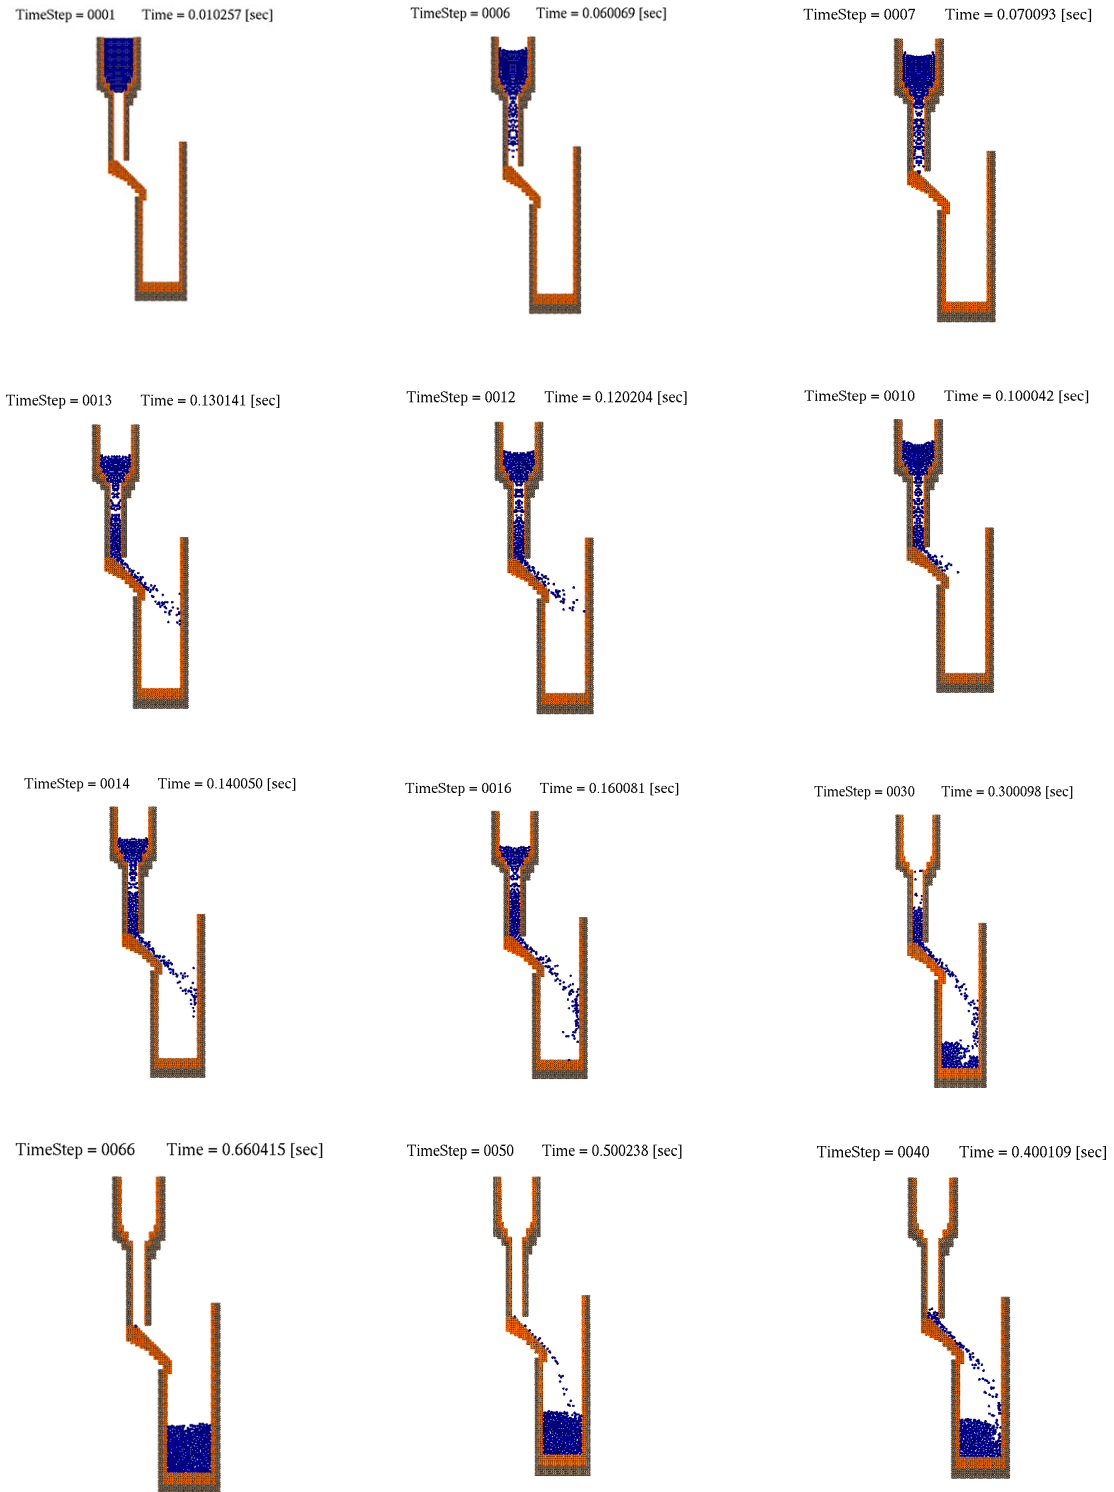 TimeStep = 0001 Time = 0.010257 [sec]
TimeStep = 0006 Time = 0.060069 [sec]
TimeStep = 0007 Time = 0.070093 [sec]
TimeStep = 0013 Time = 0.130141 [sec]
TimeStep = 0012 Time = 0.120204 [sec]
TimeStep = 0010 Time = 0.100042 [sec]
TimeStep = 0014 Time = 0.140050 [sec]
TimeStep = 0016 Time = 0.160081 [sec]
TimeStep = 0030 Time = 0.300098 [sec]
TimeStep = 0066 Time = 0.660415 [sec]
TimeStep = 0050 Time = 0.500238 [sec]
TimeStep = 0040 Time = 0.400109 [sec]